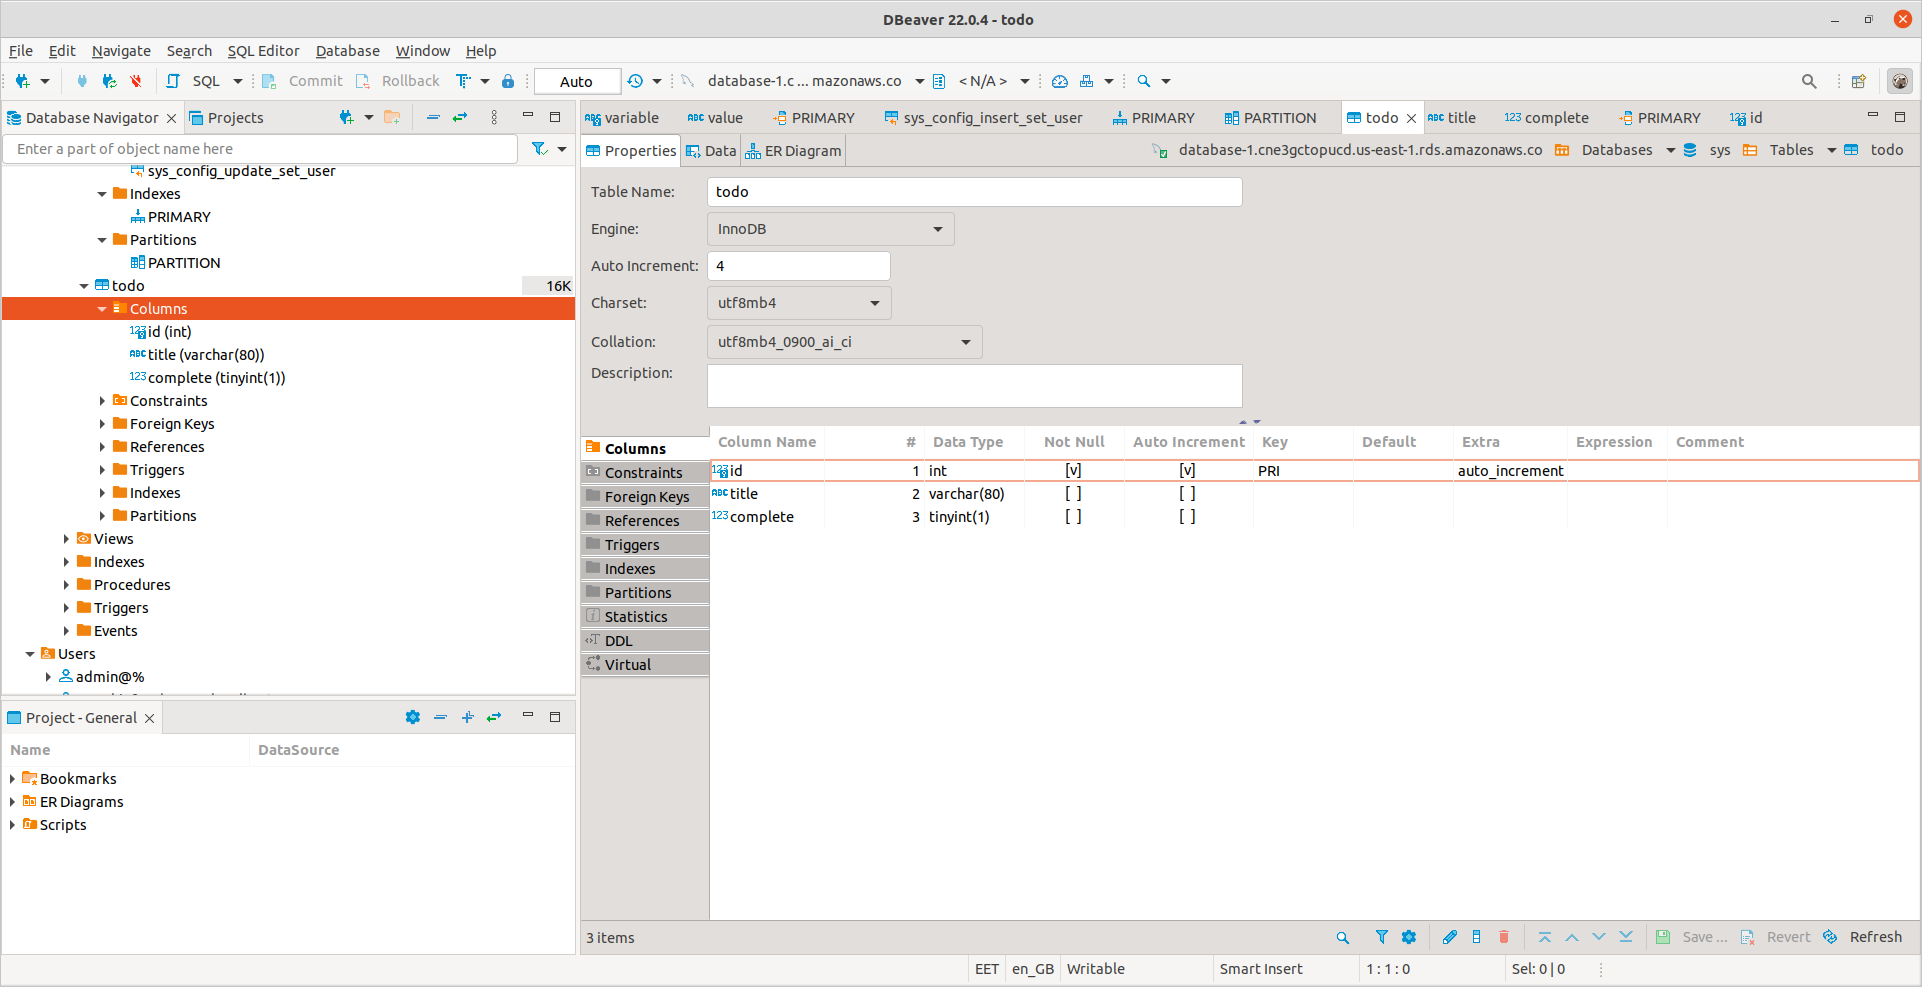 DBeaver 22.0.4 - todo
File Edit Navigate Search SQL Editor Database Window Help
SQL Commit Rollback Auto database-1.c ... mazonaws.co < N/A >
Database Navigator Projects
Enter a part of object name here
sys_config_update_set_user
Indexes
PRIMARY
Partitions
PARTITION
todo 16K
Columns
id (int)
title (varchar(80))
complete (tinyint(1))
Constraints
Foreign Keys
References
Triggers
Indexes
Partitions
Views
Indexes
Procedures
Triggers
Events
Users
admin@%
Project - General
Name DataSource
Bookmarks
ER Diagrams
Scripts
variable value PRIMARY sys_config_insert_set_user PRIMARY PARTITION todo title complete PRIMARY id
Properties Data ER Diagram database-1.cne3gctopucd.us-east-1.rds.amazonaws.co Databases sys Tables todo
Table Name: todo
Engine: InnoDB
Auto Increment: 4
Charset: utf8mb4
Collation: utf8mb4_0900_ai_ci
Description:
Columns
Constraints
Foreign Keys
References
Triggers
Indexes
Partitions
Statistics
DDL
Virtual
Column Name # Data Type Not Null Auto Increment Key Default Extra Expression Comment
id 1 int [v] [v] PRI auto_increment
title 2 varchar(80) [ ] [ ]
complete 3 tinyint(1) [ ] [ ]
3 items Save ... Revert Refresh
EET en_GB Writable Smart Insert 1 : 1 : 0 Sel: 0 | 0